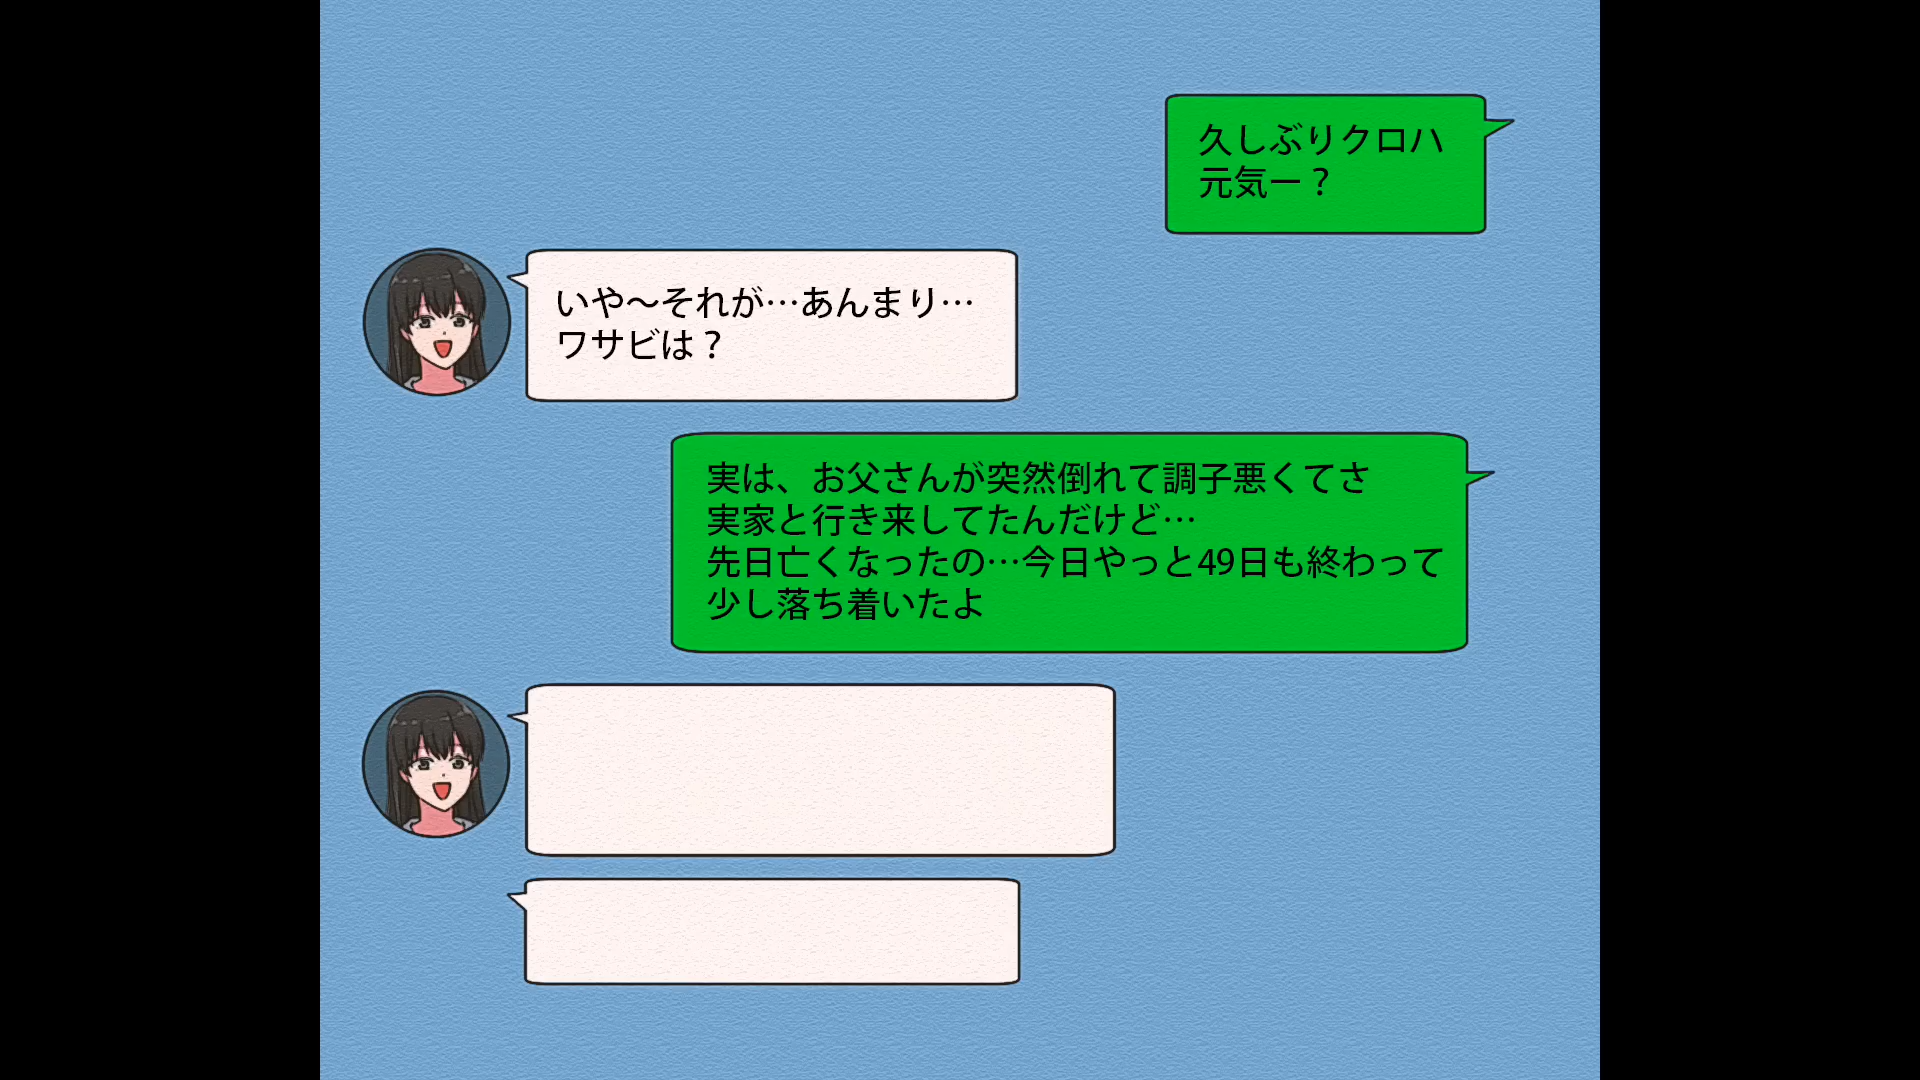 久しぶりクロハ
元気ー？
いや～それが…あんまり…
ワサビは？
実は、お父さんが突然倒れて調子悪くてさ
実家と行き来してたんだけど…
先日亡くなったの…今日やっと49日も終わって
少し落ち着いたよ